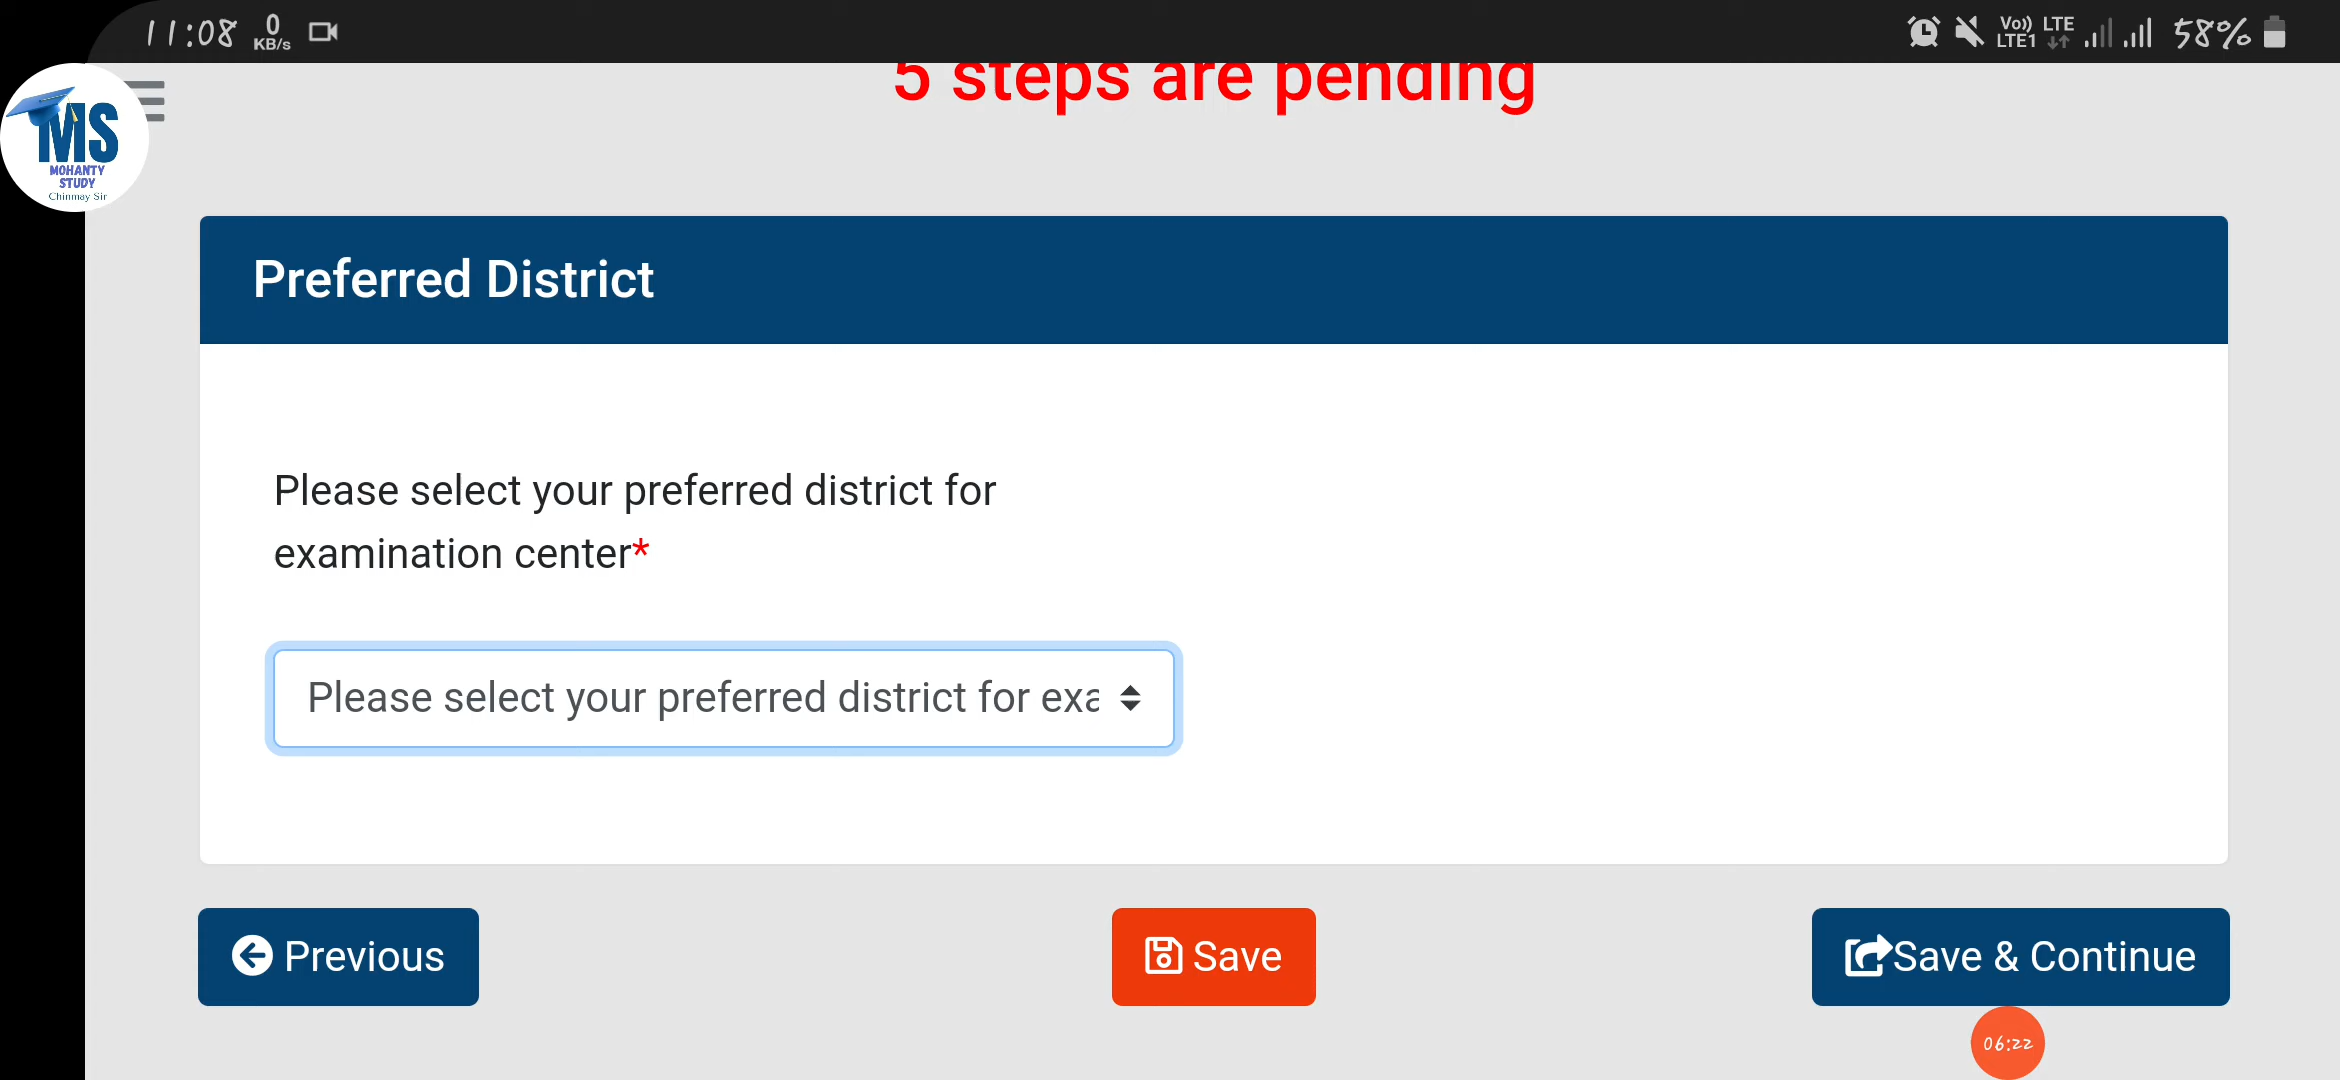 11:08 0 KB/s Vo)) LTE1 LTE 58%
5 steps are pending
MS
MOHANTY
STUDY
Chinmay Sir
Preferred District
Please select your preferred district for
examination center*
Please select your preferred district for exa
Previous Save Save & Continue
06:22